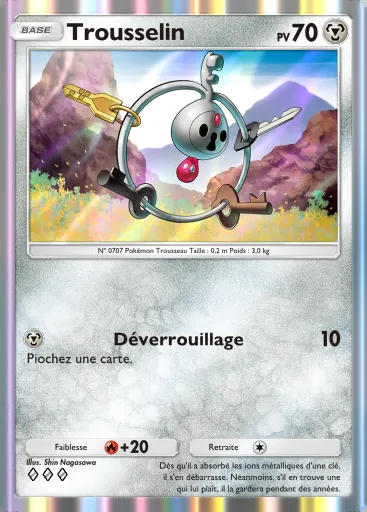 BASE Trousselin PV 70
N° 0707 Pokémon Trousseau Taille : 0,2 m Poids : 3,0 kg
Déverrouillage 10
Piochez une carte.
Faiblesse +20 Retraite
Illus. Shin Nagasawa
Dès qu'il a absorbé les ions métalliques d'une clé,
il s'en débarrasse. Néanmoins, s'il en trouve une
qui lui plaît, il la gardera pendant des années.